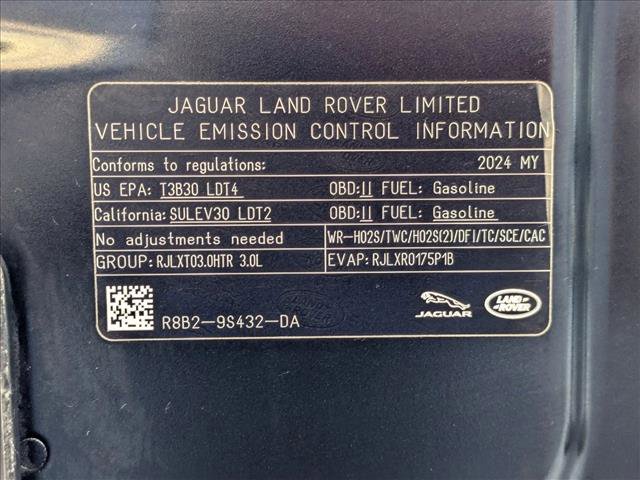 JAGUAR LAND ROVER LIMITED
VEHICLE EMISSION CONTROL INFORMATION
Conforms to regulations: 2024 MY
US EPA: T3B30 LDT4 OBD:II FUEL: Gasoline
California: SULEV30 LDT2 OBD:II FUEL: Gasoline
No adjustments needed WR-HO2S/TWC/HO2S(2)/DFI/TC/SCE/CAC
GROUP: RJLXT03.0HTR 3.0L EVAP: RJLXR0175P1B
R8B2-9S432-DA
JAGUAR
LAND-
ROVER